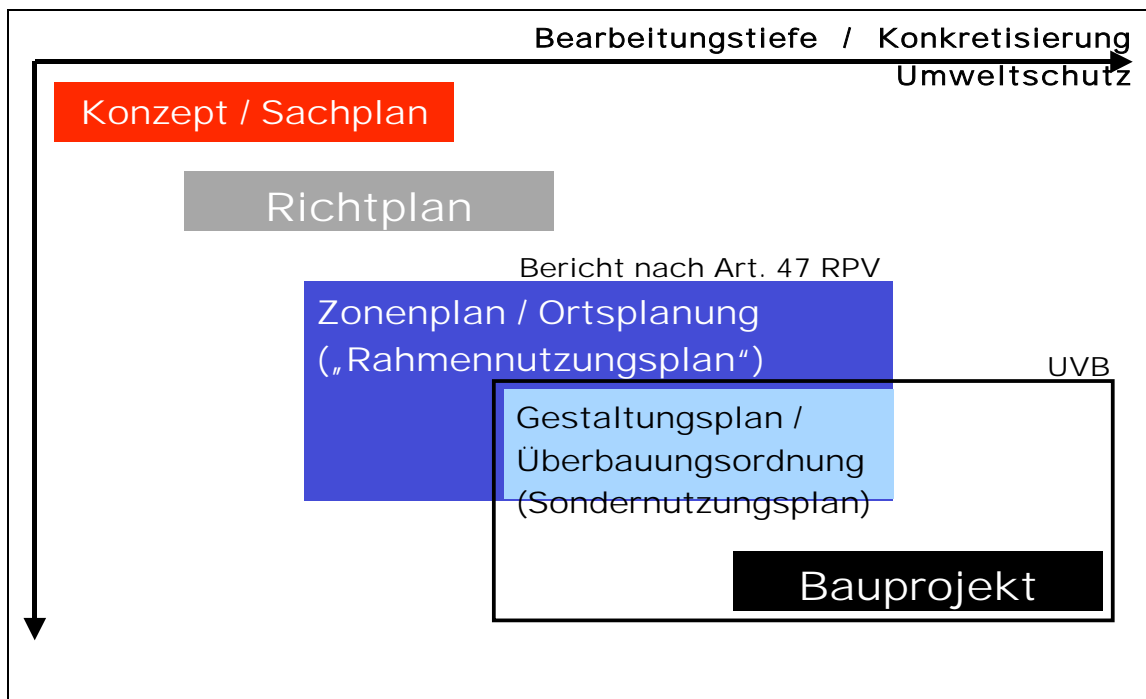 Bearbeitungstiefe / Konkretisierung
Umweltschutz
Konzept / Sachplan
Richtplan
Bericht nach Art. 47 RPV
Zonenplan / Ortsplanung
(„Rahmennutzungsplan“)
UVB
Gestaltungsplan /
Überbauungsordnung
(Sondernutzungsplan)
Bauprojekt